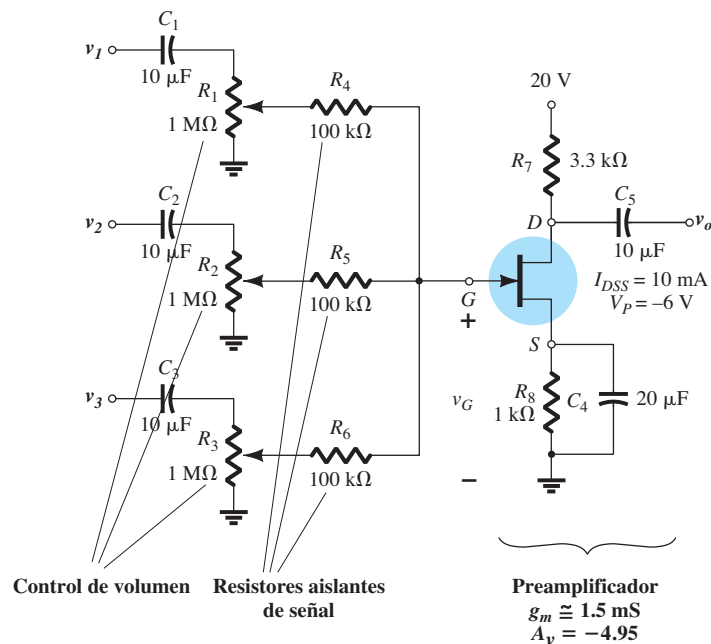 C1
v1
10 μF
R1
1 MΩ
R4
100 kΩ
20 V
R7
3.3 kΩ
C2
v2
10 μF
R2
1 MΩ
R5
100 kΩ
D
C5
10 μF
vo
G
+
IDSS = 10 mA
VP = –6 V
S
C3
v3
10 μF
R3
1 MΩ
R6
100 kΩ
vG
R8
1 kΩ
C4
20 μF
–
Control de volumen
Resistores aislantes
de señal
Preamplificador
gm ≅ 1.5 mS
Av = −4.95